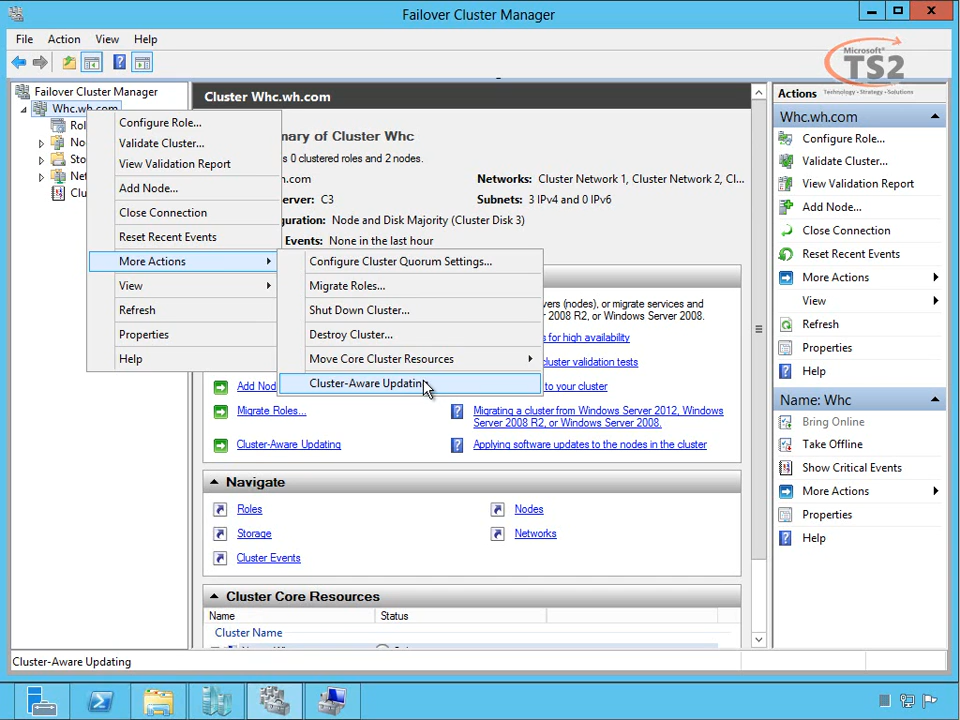 Failover Cluster Manager
File Action View Help
Microsoft®
TS2
Technology • Strategy • Solutions
Failover Cluster Manager
Whc.wh.com
Rol
No
Sto
Net
Clu
Configure Role...
Validate Cluster...
View Validation Report
Add Node...
Close Connection
Reset Recent Events
More Actions
View
Refresh
Properties
Help
Configure Cluster Quorum Settings...
Migrate Roles...
Shut Down Cluster...
Destroy Cluster...
Move Core Cluster Resources
Cluster-Aware Updating
Cluster Whc.wh.com
mary of Cluster Whc
s 0 clustered roles and 2 nodes.
h.com
Networks: Cluster Network 1, Cluster Network 2, Cl...
erver: C3
Subnets: 3 IPv4 and 0 IPv6
guration: Node and Disk Majority (Cluster Disk 3)
Events: None in the last hour
vers (nodes), or migrate services and
2008 R2, or Windows Server 2008.
s for high availability
luster validation tests
Add Nod
to your cluster
Migrate Roles...
Migrating a cluster from Windows Server 2012, Windows
Server 2008 R2, or Windows Server 2008.
Cluster-Aware Updating
Applying software updates to the nodes in the cluster
Navigate
Roles
Nodes
Storage
Networks
Cluster Events
Cluster Core Resources
Name Status
Cluster Name
Actions
Whc.wh.com
Configure Role...
Validate Cluster...
View Validation Report
Add Node...
Close Connection
Reset Recent Events
More Actions
View
Refresh
Properties
Help
Name: Whc
Bring Online
Take Offline
Show Critical Events
More Actions
Properties
Help
Cluster-Aware Updating